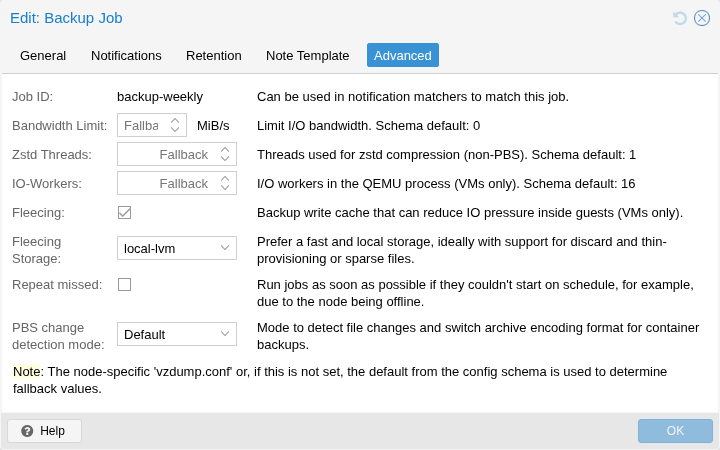 Edit: Backup Job
General Notifications Retention Note Template Advanced
Job ID: backup-weekly Can be used in notification matchers to match this job.
Bandwidth Limit: Fallba MiB/s Limit I/O bandwidth. Schema default: 0
Zstd Threads: Fallback Threads used for zstd compression (non-PBS). Schema default: 1
IO-Workers: Fallback I/O workers in the QEMU process (VMs only). Schema default: 16
Fleecing: Backup write cache that can reduce IO pressure inside guests (VMs only).
Fleecing
Storage:
local-lvm
Prefer a fast and local storage, ideally with support for discard and thin-
provisioning or sparse files.
Repeat missed:
Run jobs as soon as possible if they couldn't start on schedule, for example,
due to the node being offline.
PBS change
detection mode:
Default
Mode to detect file changes and switch archive encoding format for container
backups.
Note: The node-specific 'vzdump.conf' or, if this is not set, the default from the config schema is used to determine
fallback values.
? Help OK